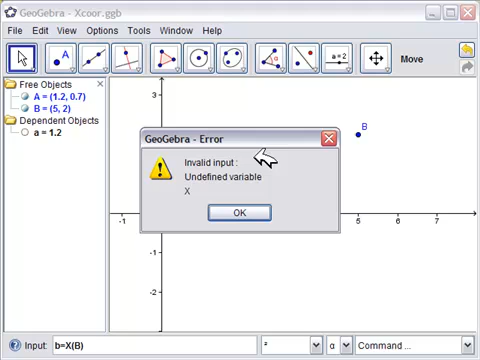 GeoGebra - Xcoor.ggb
File Edit View Options Tools Window Help
A a=2 Move
Free Objects
A = (1.2, 0.7)
B = (5, 2)
Dependent Objects
a = 1.2
3
B
GeoGebra - Error
Invalid input :
Undefined variable
X
OK
-1 5 6 7
-1
-2
Input: b=X(B) ² α Command ...